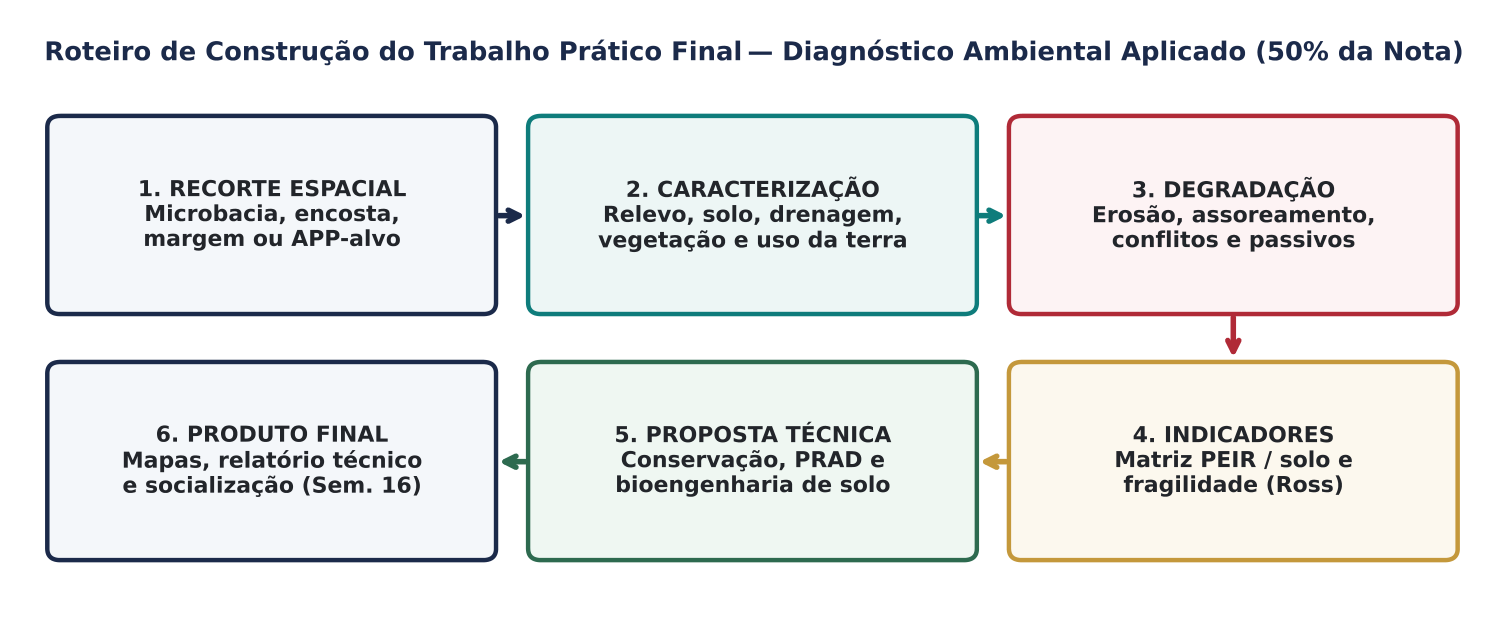 Roteiro de Construção do Trabalho Prático Final — Diagnóstico Ambiental Aplicado (50% da Nota)
1. RECORTE ESPACIAL
Microbacia, encosta,
margem ou APP-alvo
2. CARACTERIZAÇÃO
Relevo, solo, drenagem,
vegetação e uso da terra
3. DEGRADAÇÃO
Erosão, assoreamento,
conflitos e passivos
4. INDICADORES
Matriz PEIR / solo e
fragilidade (Ross)
5. PROPOSTA TÉCNICA
Conservação, PRAD e
bioengenharia de solo
6. PRODUTO FINAL
Mapas, relatório técnico
e socialização (Sem. 16)